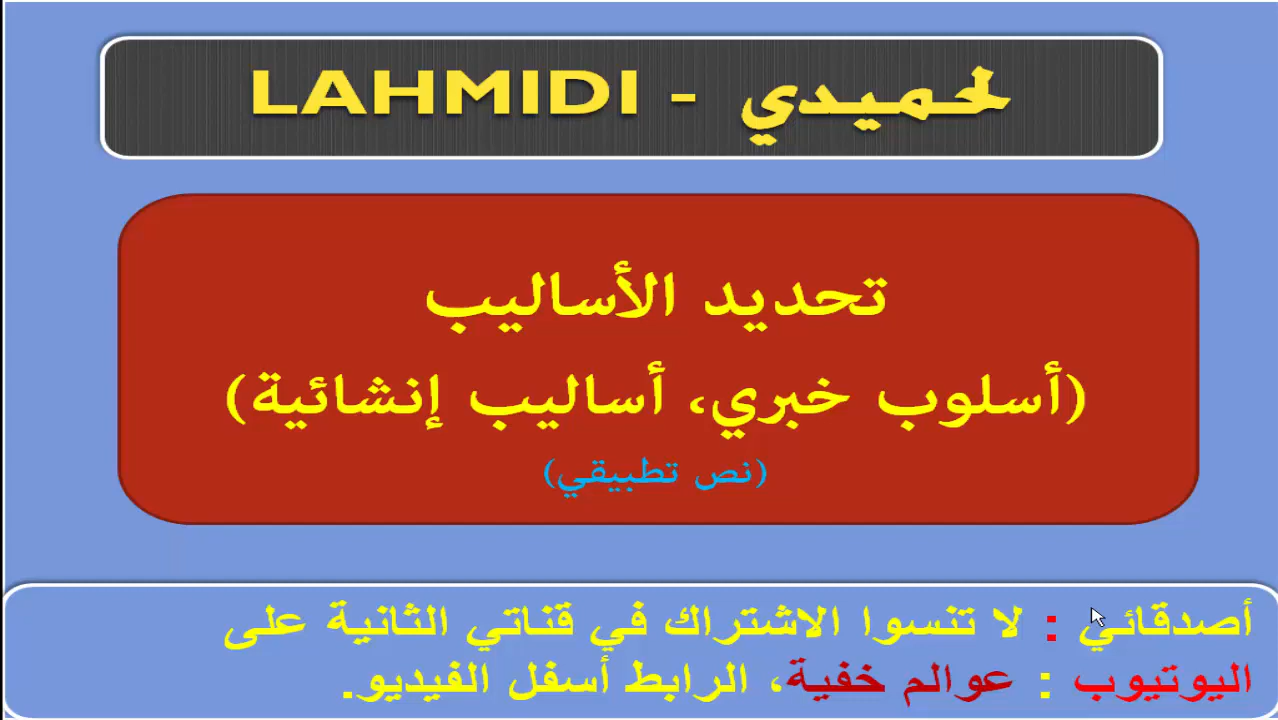 لحميدي - LAHMIDI
تحديد الأساليب
(أسلوب خبري، أساليب إنشائية)
(نص تطبيقي)
أصدقائي : لا تنسوا الاشتراك في قناتي الثانية على
اليوتيوب : عوالم خفية، الرابط أسفل الفيديو.